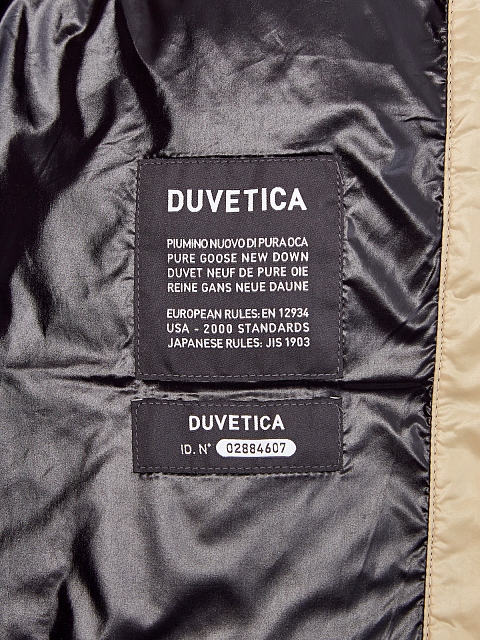 DUVETICA
PIUMINO NUOVO DI PURA OCA
PURE GOOSE NEW DOWN
DUVET NEUF DE PURE OIE
REINE GANS NEUE DAUNE
EUROPEAN RULES: EN 12934
USA - 2000 STANDARDS
JAPANESE RULES: JIS 1903
DUVETICA
ID. N° 02884607